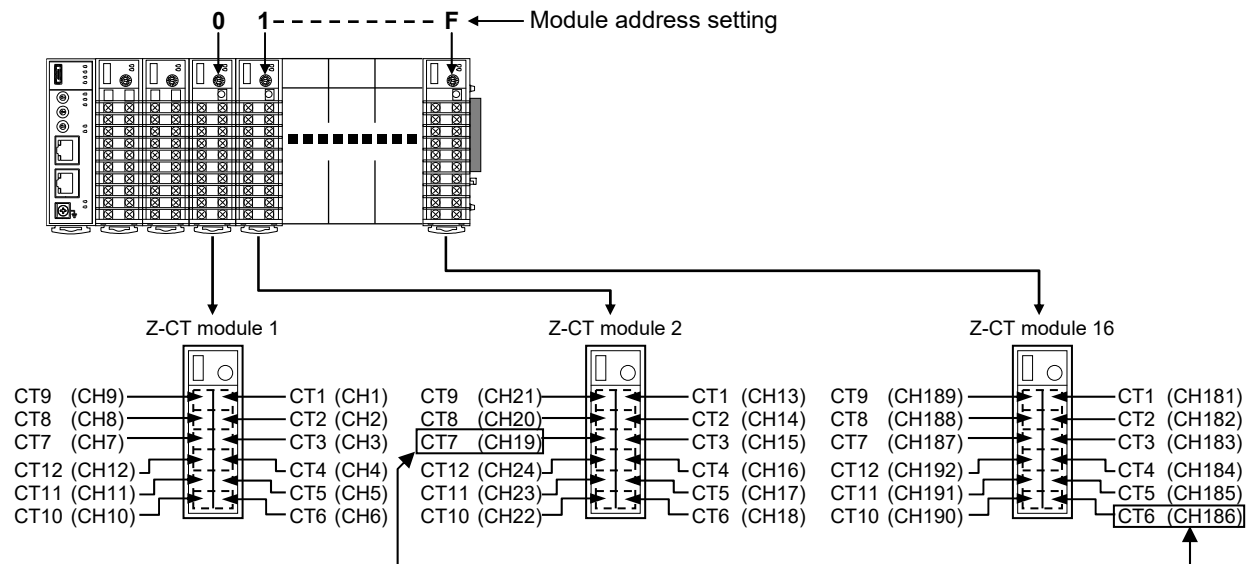 0 1 - - - - - - - - - - F Module address setting
Z-CT module 1 Z-CT module 2 Z-CT module 16
CT9 (CH9) CT1 (CH1) CT9 (CH21) CT1 (CH13) CT9 (CH189) CT1 (CH181)
CT8 (CH8) CT2 (CH2) CT8 (CH20) CT2 (CH14) CT8 (CH188) CT2 (CH182)
CT7 (CH7) CT3 (CH3) CT7 (CH19) CT3 (CH15) CT7 (CH187) CT3 (CH183)
CT12 (CH12) CT4 (CH4) CT12 (CH24) CT4 (CH16) CT12 (CH192) CT4 (CH184)
CT11 (CH11) CT5 (CH5) CT11 (CH23) CT5 (CH17) CT11 (CH191) CT5 (CH185)
CT10 (CH10) CT6 (CH6) CT10 (CH22) CT6 (CH18) CT10 (CH190) CT6 (CH186)